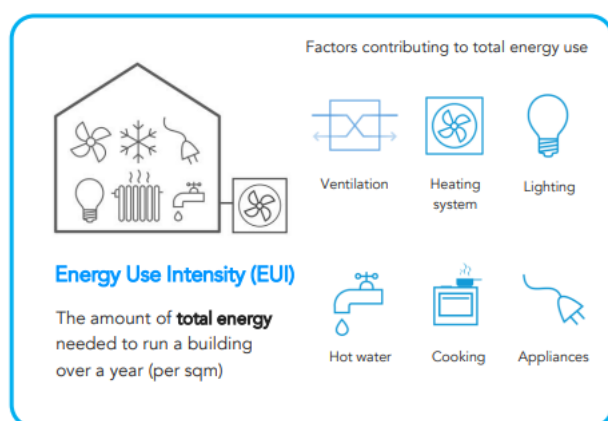 Factors contributing to total energy use
Ventilation
Heating
system
Lighting
Energy Use Intensity (EUI)
The amount of total energy
needed to run a building
over a year (per sqm)
Hot water
Cooking
Appliances